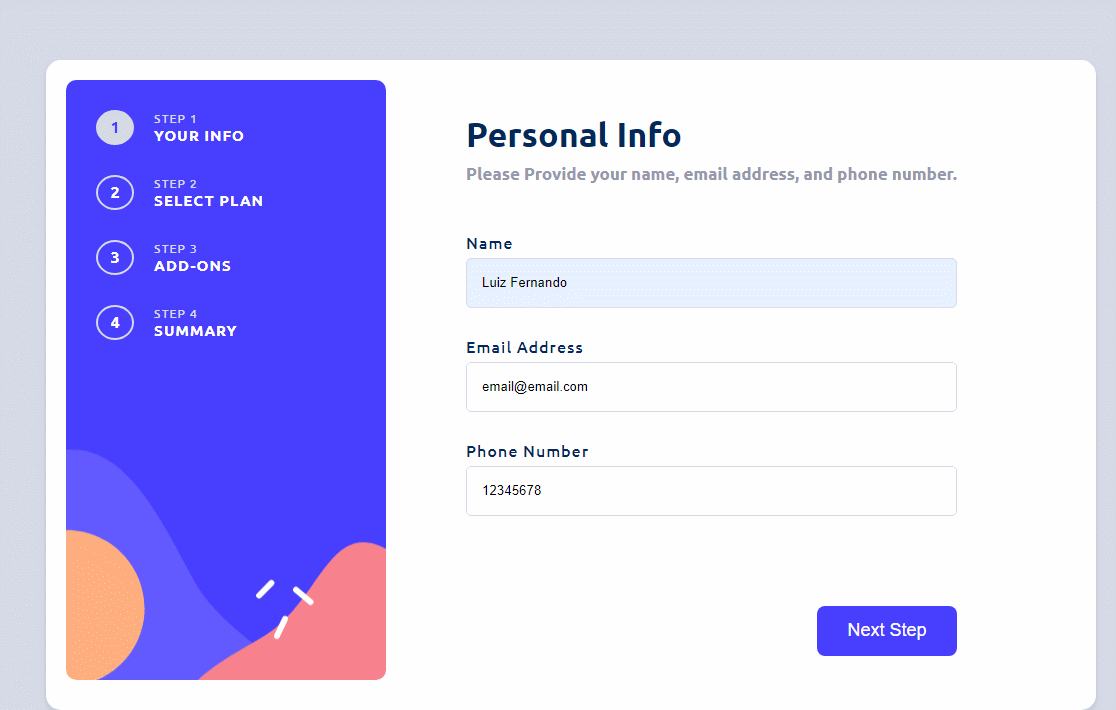 1
STEP 1
YOUR INFO
2
STEP 2
SELECT PLAN
3
STEP 3
ADD-ONS
4
STEP 4
SUMMARY
Personal Info
Please Provide your name, email address, and phone number.
Name
Luiz Fernando
Email Address
email@email.com
Phone Number
12345678
Next Step